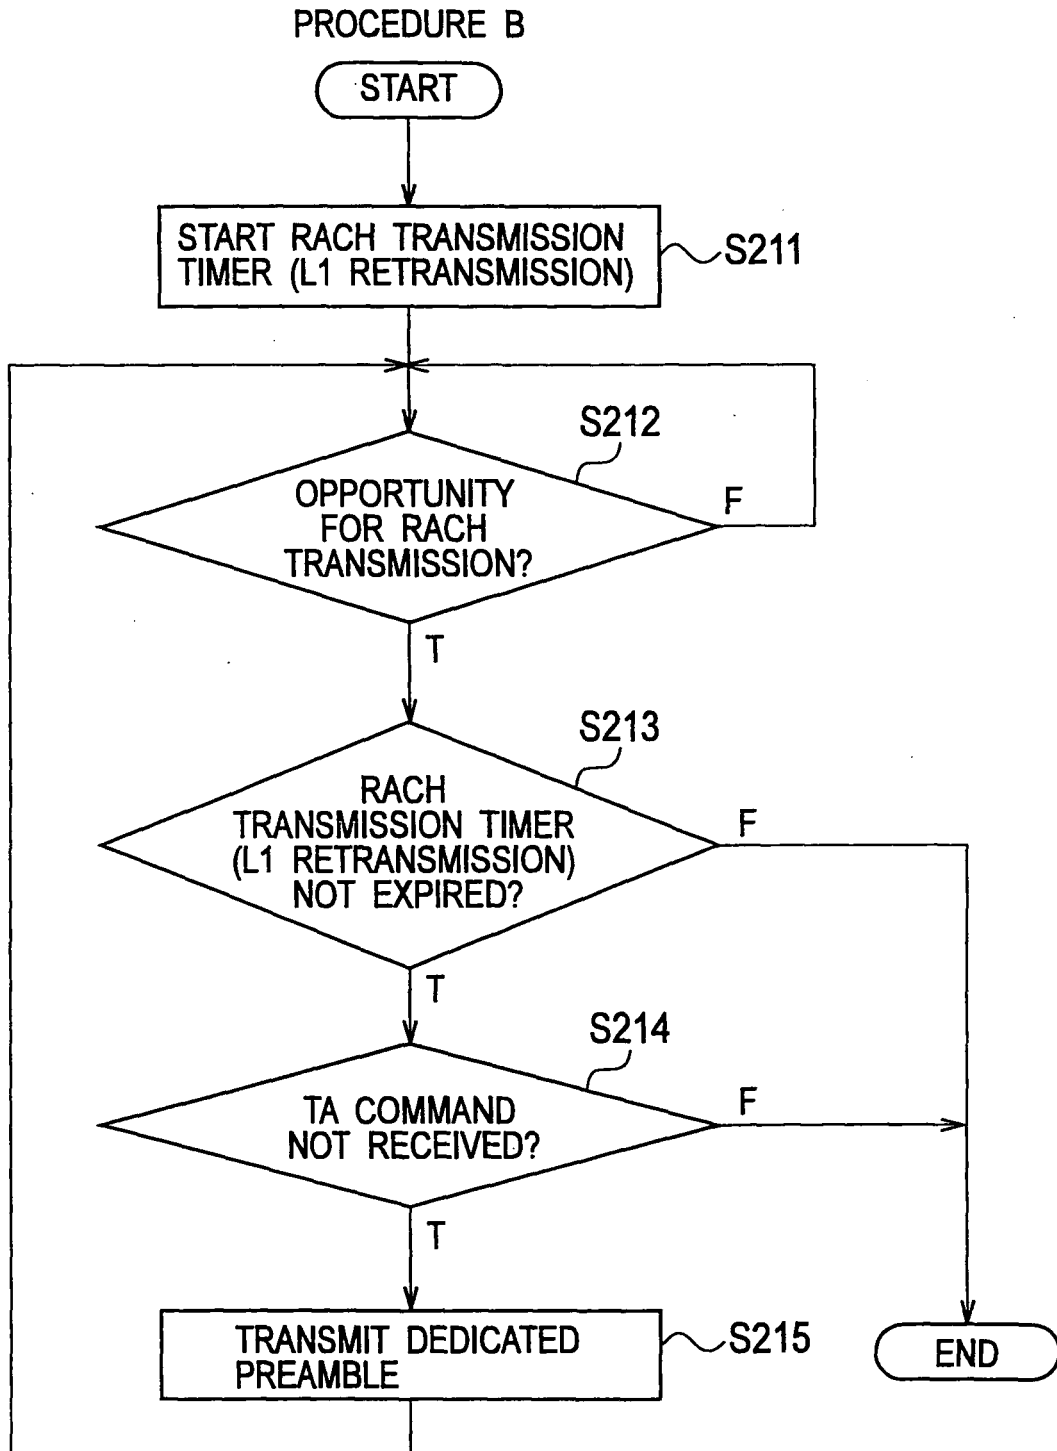 PROCEDURE B
START
START RACH TRANSMISSION
TIMER (L1 RETRANSMISSION)
S211
S212
OPPORTUNITY
FOR RACH
TRANSMISSION?
F
T
S213
RACH
TRANSMISSION TIMER
(L1 RETRANSMISSION)
NOT EXPIRED?
F
T
S214
TA COMMAND
NOT RECEIVED?
F
T
TRANSMIT DEDICATED
PREAMBLE
S215
END